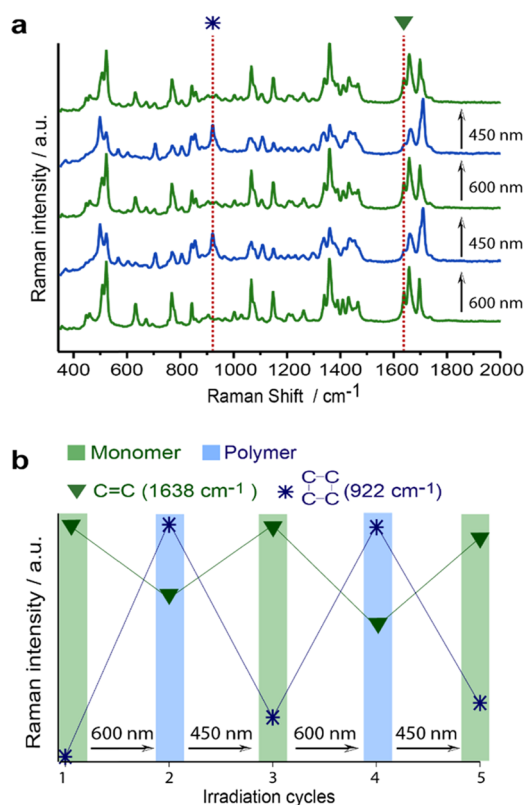 a
Raman intensity / a.u.
450 nm
600 nm
450 nm
600 nm
400 600 800 1000 1200 1400 1600 1800 2000
Raman Shift / cm-1
b
Monomer Polymer
C=C (1638 cm-1 ) C–C C–C (922 cm-1)
Raman intensity / a.u.
600 nm 450 nm 600 nm 450 nm
1 2 3 4 5
Irradiation cycles